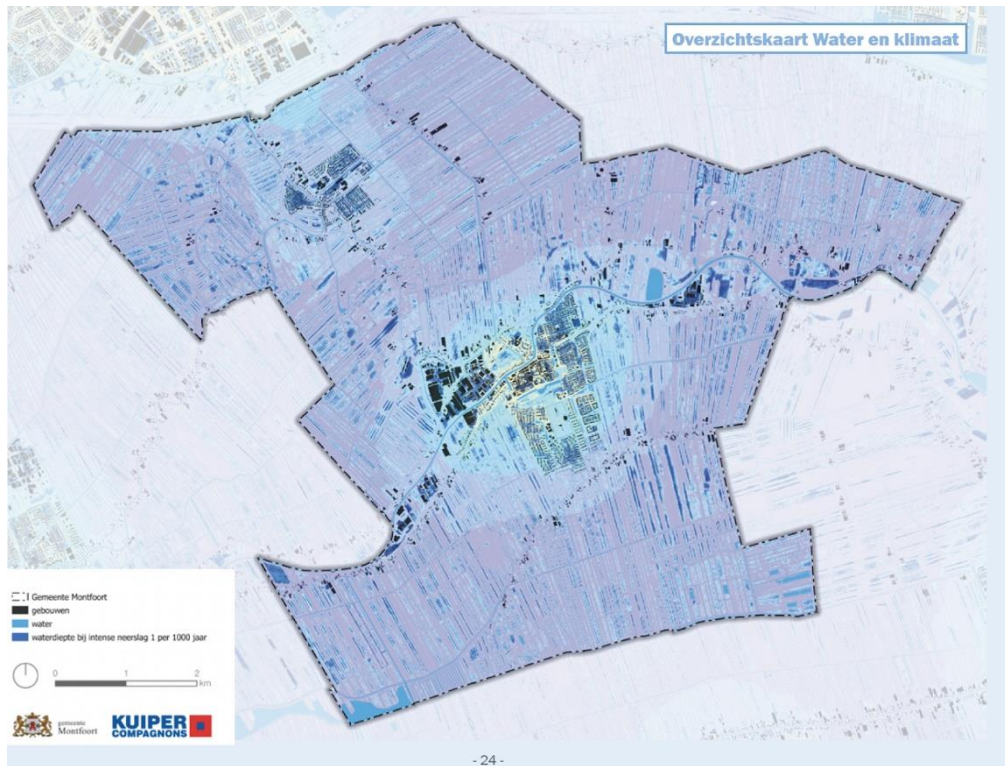 Overzichtskaart Water en klimaat
Gemeente Montfoort
gebouwen
water
waterdiepte bij intense neerslag 1 per 1000 jaar
0 1 2
km
gemeente
Montfoort
KUIPER
COMPAGNONS
- 24 -